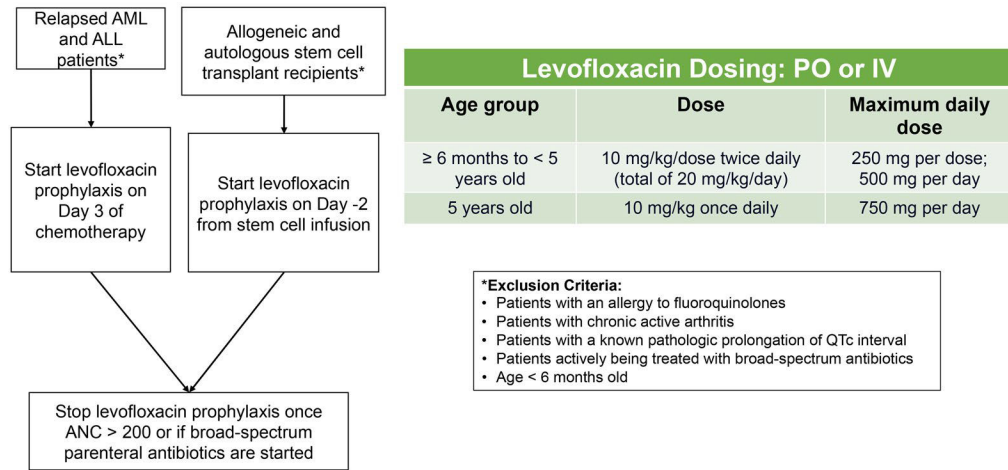 Relapsed AML
and ALL
patients*
Allogeneic and
autologous stem cell
transplant recipients*
Start levofloxacin
prophylaxis on
Day 3 of
chemotherapy
Start levofloxacin
prophylaxis on Day -2
from stem cell infusion
Stop levofloxacin prophylaxis once
ANC > 200 or if broad-spectrum
parenteral antibiotics are started
Levofloxacin Dosing: PO or IV
Age group
Dose
Maximum daily
dose
≥ 6 months to < 5
years old
10 mg/kg/dose twice daily
(total of 20 mg/kg/day)
250 mg per dose;
500 mg per day
5 years old
10 mg/kg once daily
750 mg per day
*Exclusion Criteria:
• Patients with an allergy to fluoroquinolones
• Patients with chronic active arthritis
• Patients with a known pathologic prolongation of QTc interval
• Patients actively being treated with broad-spectrum antibiotics
• Age < 6 months old